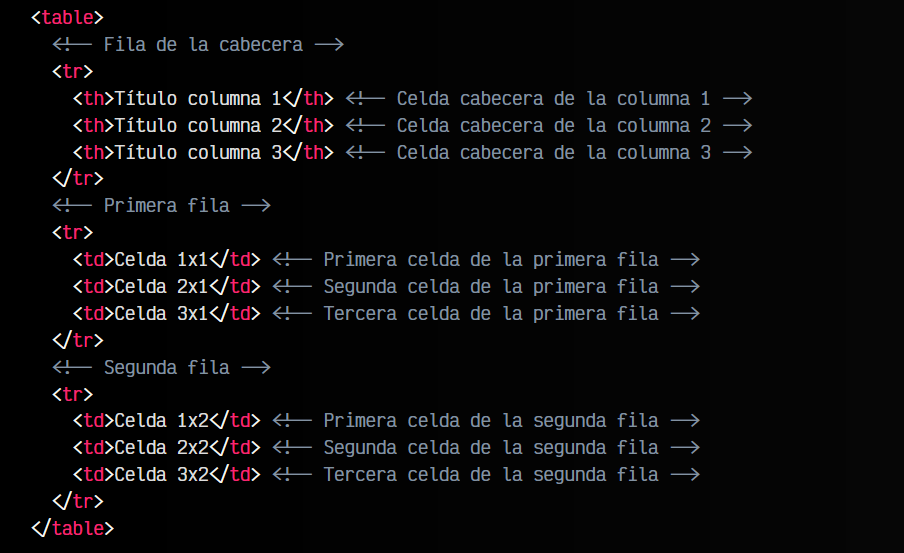 <table>
<!-- Fila de la cabecera -->
<tr>
<th>Título columna 1</th> <!-- Celda cabecera de la columna 1 -->
<th>Título columna 2</th> <!-- Celda cabecera de la columna 2 -->
<th>Título columna 3</th> <!-- Celda cabecera de la columna 3 -->
</tr>
<!-- Primera fila -->
<tr>
<td>Celda 1x1</td> <!-- Primera celda de la primera fila -->
<td>Celda 2x1</td> <!-- Segunda celda de la primera fila -->
<td>Celda 3x1</td> <!-- Tercera celda de la primera fila -->
</tr>
<!-- Segunda fila -->
<tr>
<td>Celda 1x2</td> <!-- Primera celda de la segunda fila -->
<td>Celda 2x2</td> <!-- Segunda celda de la segunda fila -->
<td>Celda 3x2</td> <!-- Tercera celda de la segunda fila -->
</tr>
</table>